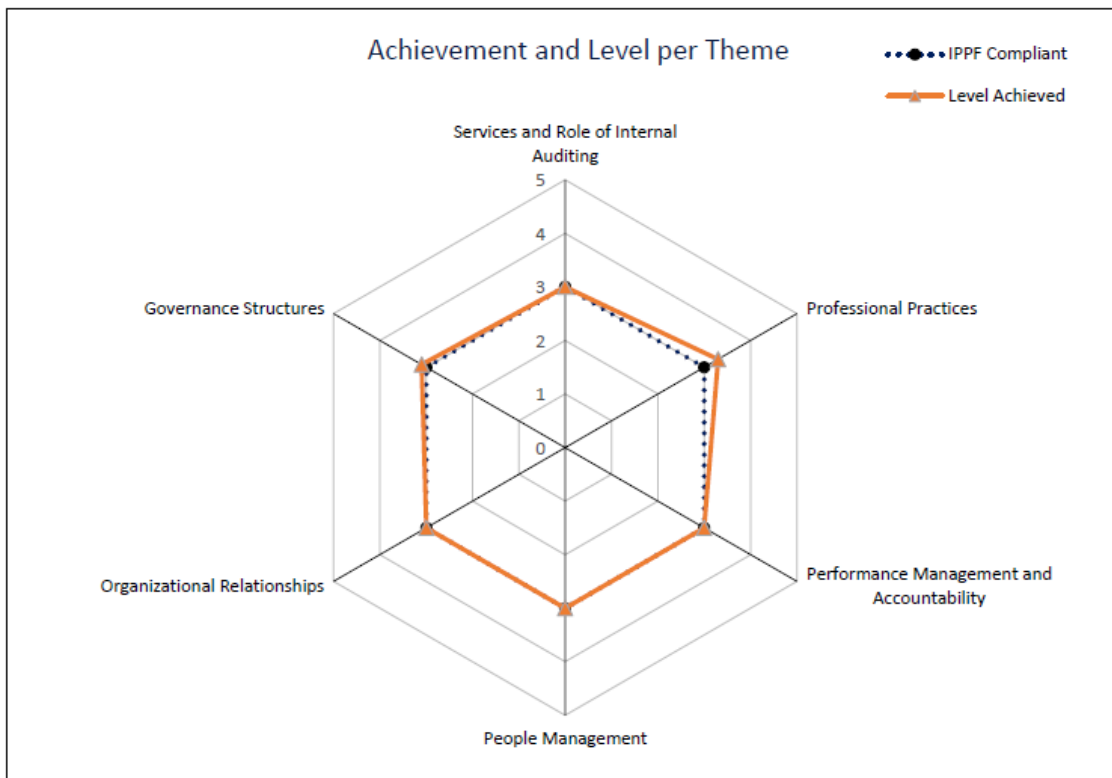 Achievement and Level per Theme
IPPF Compliant
Level Achieved
Services and Role of Internal
Auditing
5
4
3
2
1
0
Governance Structures
Professional Practices
Organizational Relationships
Performance Management and
Accountability
People Management